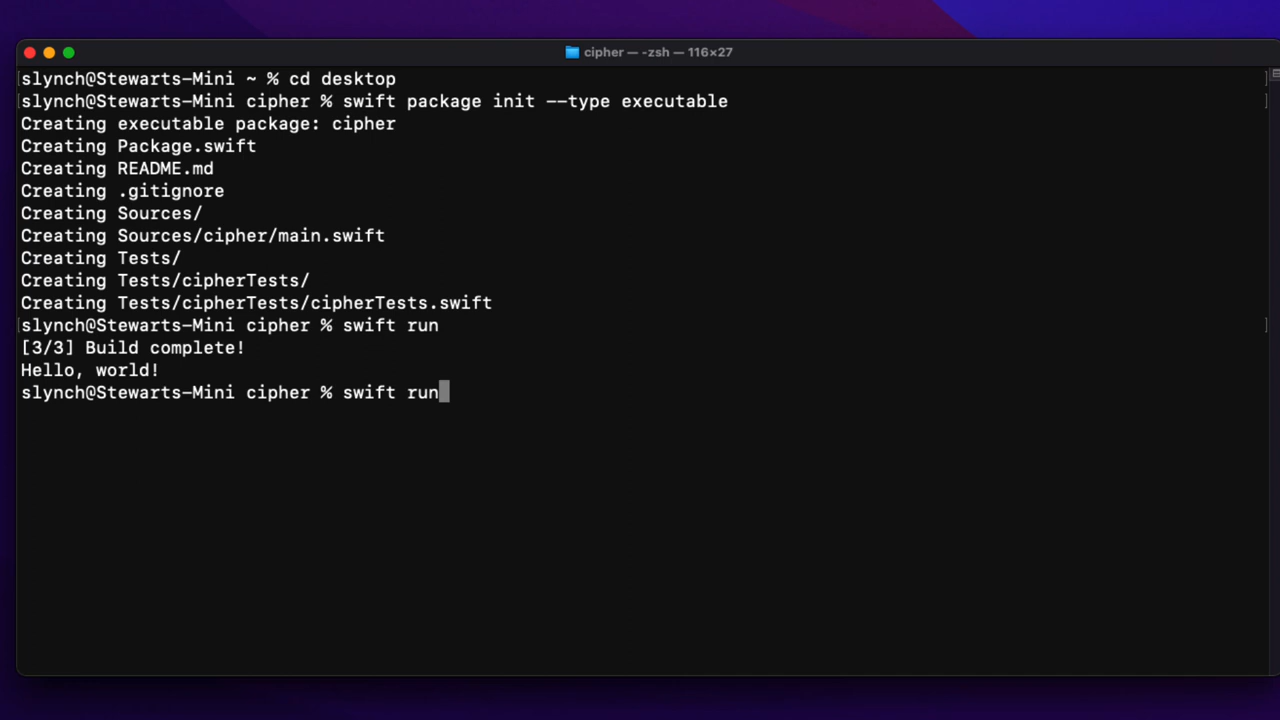 cipher — -zsh — 116×27
[slynch@Stewarts-Mini ~ % cd desktop ]
[slynch@Stewarts-Mini cipher % swift package init --type executable ]
Creating executable package: cipher
Creating Package.swift
Creating README.md
Creating .gitignore
Creating Sources/
Creating Sources/cipher/main.swift
Creating Tests/
Creating Tests/cipherTests/
Creating Tests/cipherTests/cipherTests.swift
[slynch@Stewarts-Mini cipher % swift run ]
[3/3] Build complete!
Hello, world!
slynch@Stewarts-Mini cipher % swift run